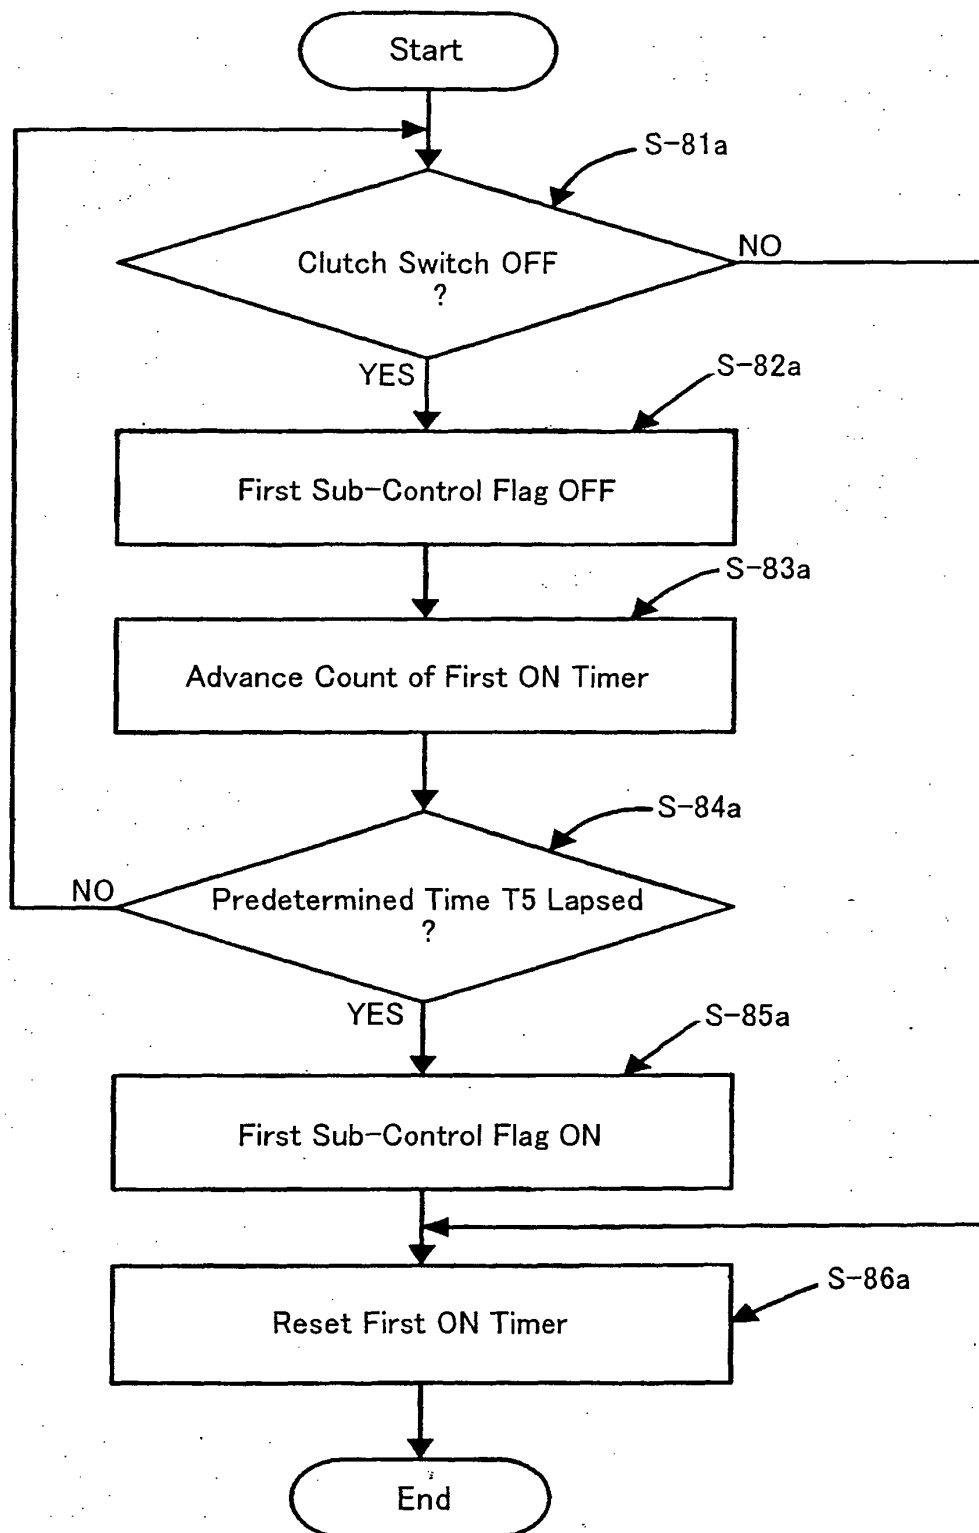 Start
S-81a
Clutch Switch OFF
?
NO
YES
S-82a
First Sub-Control Flag OFF
S-83a
Advance Count of First ON Timer
S-84a
Predetermined Time T5 Lapsed
?
NO
YES
S-85a
First Sub-Control Flag ON
S-86a
Reset First ON Timer
End